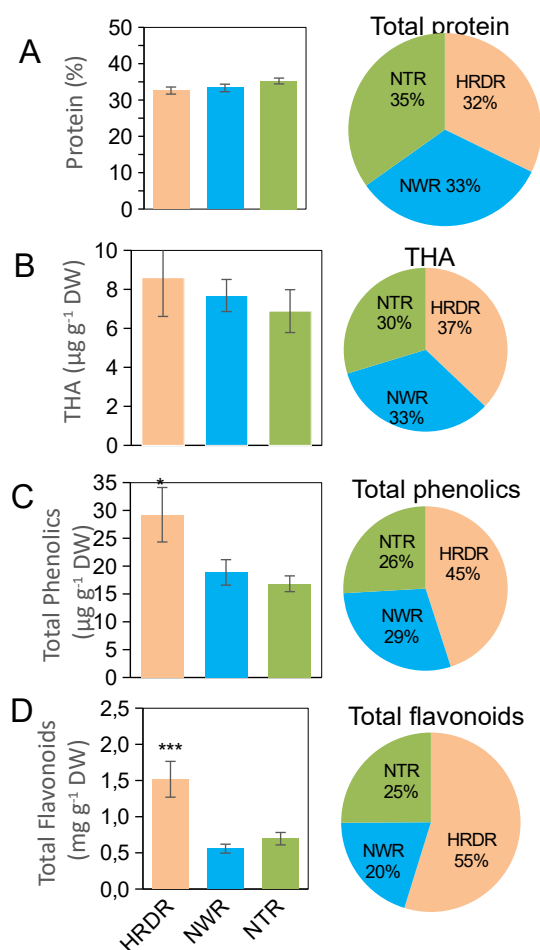 A
Protein (%)
50
40
30
20
10
0
Total protein
NTR
35%
HRDR
32%
NWR 33%
B
THA (µg g-1 DW)
10
8
6
4
2
0
THA
NTR
30%
HRDR
37%
NWR
33%
C
Total Phenolics
(µg g-1 DW)
35
30
25
20
15
10
5
0
*
Total phenolics
NTR
26%
HRDR
45%
NWR
29%
D
Total Flavonoids
(mg g-1 DW)
2,5
2,0
1,5
1,0
0,5
0,0
***
HRDR
NWR
NTR
Total flavonoids
NTR
25%
NWR
20%
HRDR
55%